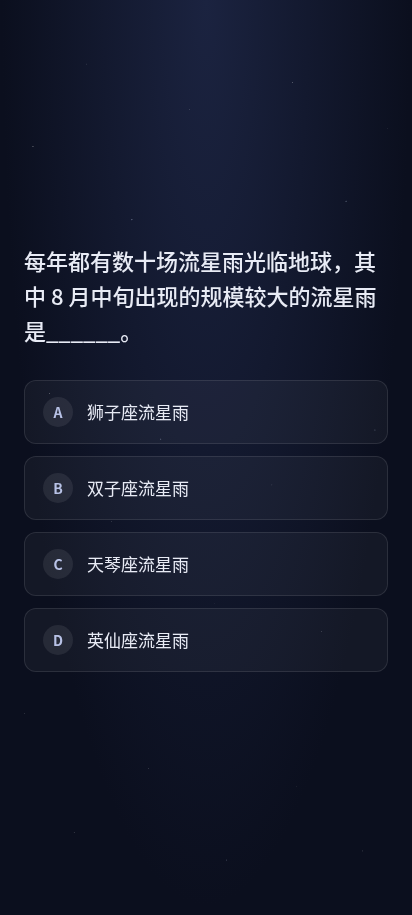 每年都有数十场流星雨光临地球，其
中 8 月中旬出现的规模较大的流星雨
是______。
A 狮子座流星雨
B 双子座流星雨
C 天琴座流星雨
D 英仙座流星雨